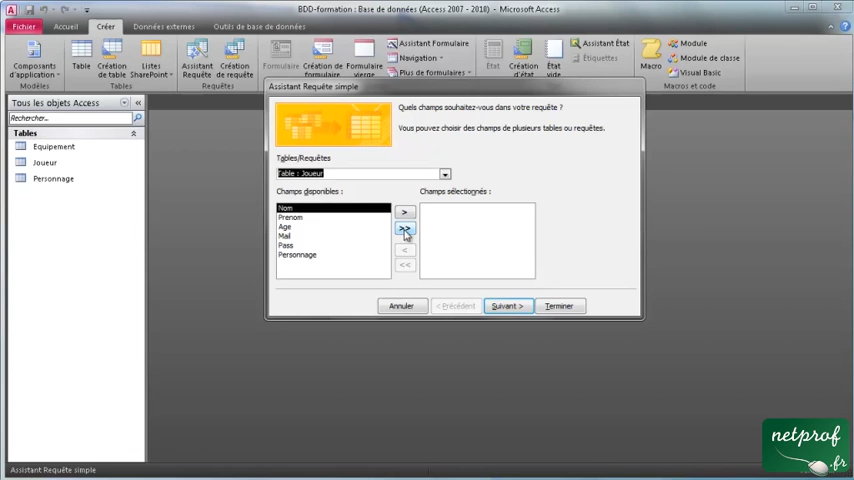 BDD-formation : Base de données (Access 2007 - 2010) - Microsoft Access
Fichier Accueil Créer Données externes Outils de base de données
Composants d'application
Table
Création de table
Listes SharePoint
Assistant Requête
Création de requête
Formulaire
Création de formulaire
Formulaire vierge
Assistant Formulaire
Navigation
Plus de formulaires
État
Création d'état
État vide
Assistant État
Étiquettes
Macro
Module
Module de classe
Visual Basic
Modèles Tables Requêtes Macros et code
Tous les objets Access
Rechercher...
Tables
Equipement
Joueur
Personnage
Assistant Requête simple
Quels champs souhaitez-vous dans votre requête ?
Vous pouvez choisir des champs de plusieurs tables ou requêtes.
Tables/Requêtes
Table : Joueur
Champs disponibles : Champs sélectionnés :
Nom
Prenom
Age
Mail
Pass
Personnage
>
>>
<
<<
Annuler < Précédent Suivant > Terminer
Assistant Requête simple
netprof
.fr